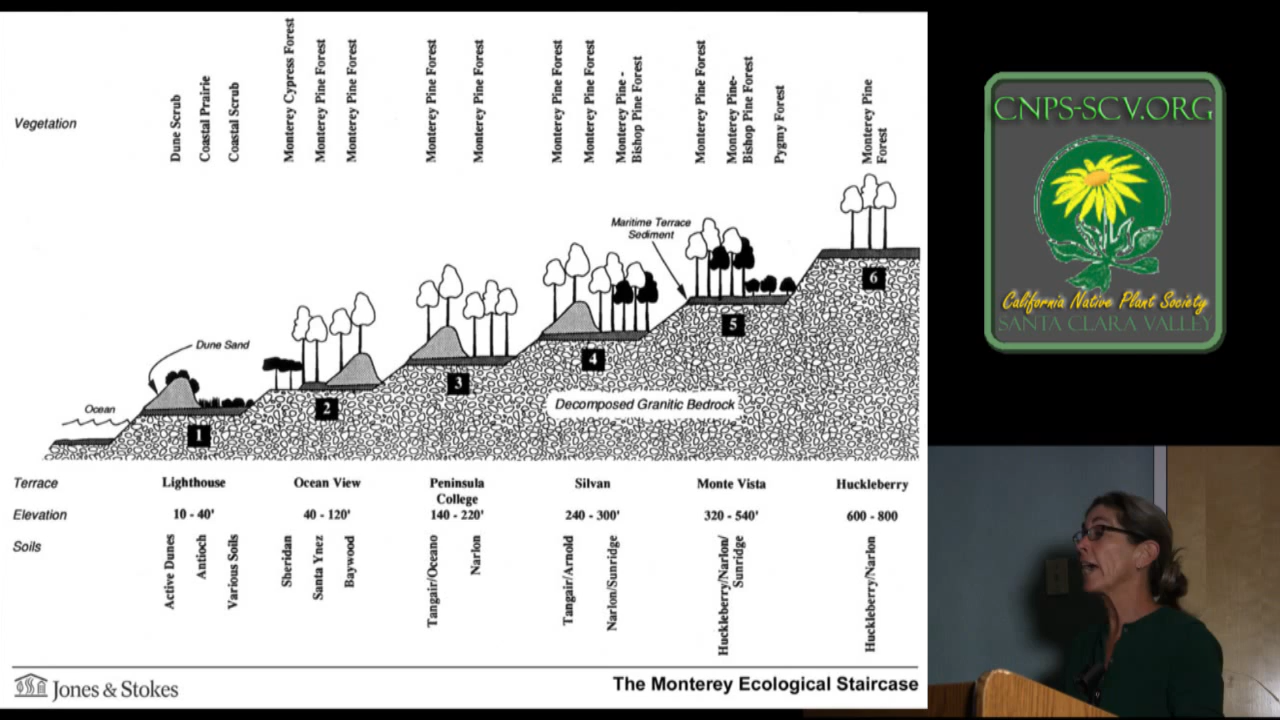 Vegetation
Dune Scrub
Coastal Prairie
Coastal Scrub
Monterey Cypress Forest
Monterey Pine Forest
Monterey Pine Forest
Monterey Pine Forest
Monterey Pine Forest
Monterey Pine Forest
Monterey Pine Forest
Monterey Pine -
Bishop Pine Forest
Monterey Pine Forest
Monterey Pine-
Bishop Pine Forest
Pygmy Forest
Monterey Pine
Forest
Maritime Terrace
Sediment
Dune Sand
Ocean
1
2
3
4
5
6
Decomposed Granitic Bedrock
Terrace
Lighthouse
Ocean View
Peninsula
College
Silvan
Monte Vista
Huckleberry
Elevation
10 - 40'
40 - 120'
140 - 220'
240 - 300'
320 - 540'
600 - 800
Soils
Active Dunes
Antioch
Various Soils
Sheridan
Santa Ynez
Baywood
Tangair/Oceano
Narlon
Tangair/Arnold
Narlon/Sunridge
Huckleberry/Narlon/
Sunridge
Huckleberry/Narlon
Jones & Stokes
The Monterey Ecological Staircase
CNPS-SCV.ORG
California Native Plant Society
SANTA CLARA VALLEY